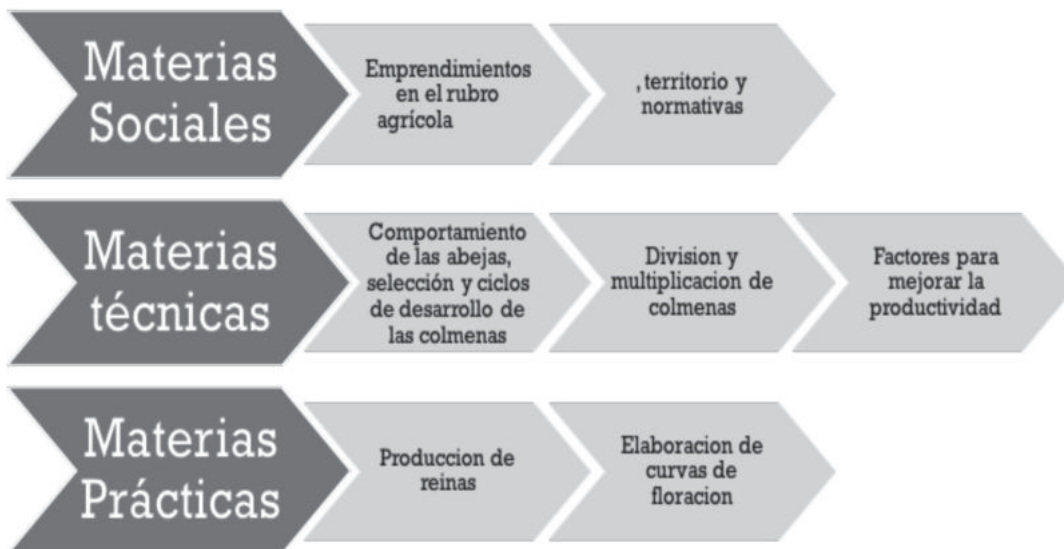 Materias
Sociales
Emprendimientos
en el rubro
agrícola
, territorio y
normativas
Materias
técnicas
Comportamiento
de las abejas,
selección y ciclos
de desarrollo de
las colmenas
Division y
multiplicacion de
colmenas
Factores para
mejorar la
productividad
Materias
Prácticas
Produccion de
reinas
Elaboracion de
curvas de
floracion